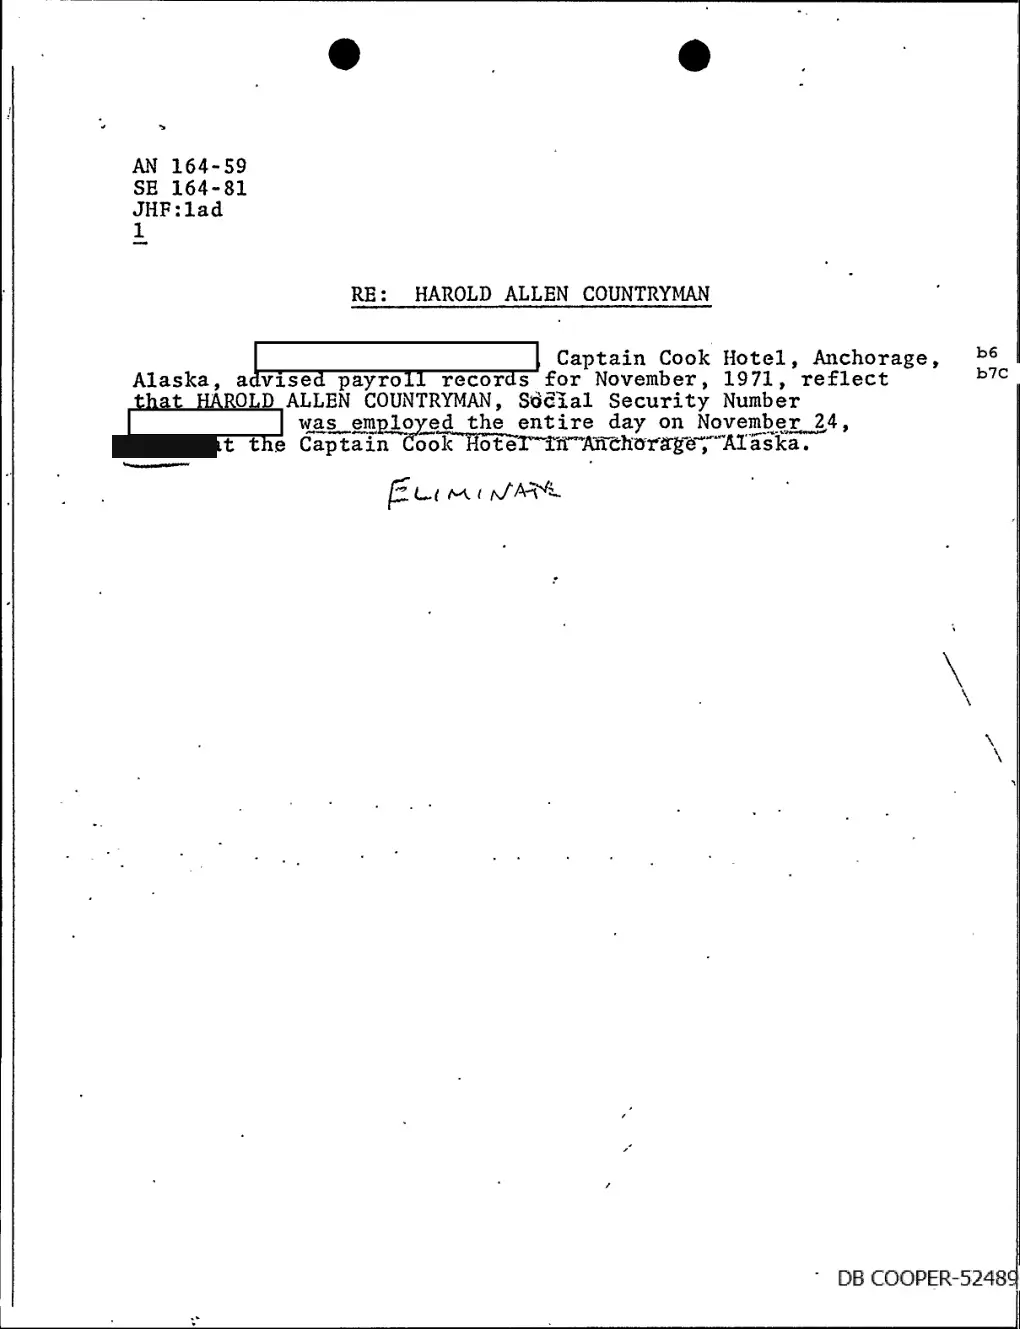 AN 164-59
SE 164-81
JHF:lad
1
RE: HAROLD ALLEN COUNTRYMAN
, Captain Cook Hotel, Anchorage, b6
Alaska, advised payroll records for November, 1971, reflect b7C
that HAROLD ALLEN COUNTRYMAN, Social Security Number
was employed the entire day on November 24,
at the Captain Cook Hotel in Anchorage, Alaska.
ELIMINATE
DB COOPER-52489